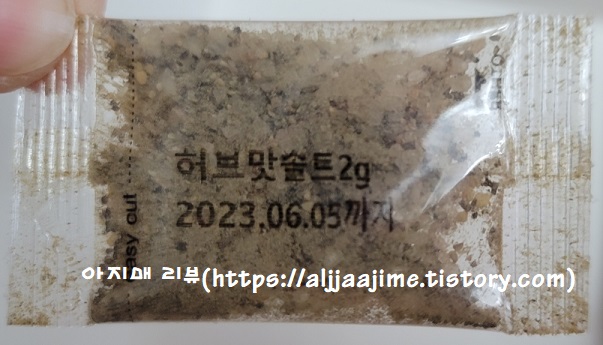 허브맛솔트2g
2023.06.05까지
easy cut
아지매 리뷰(https://aljjaajime.tistory.com)